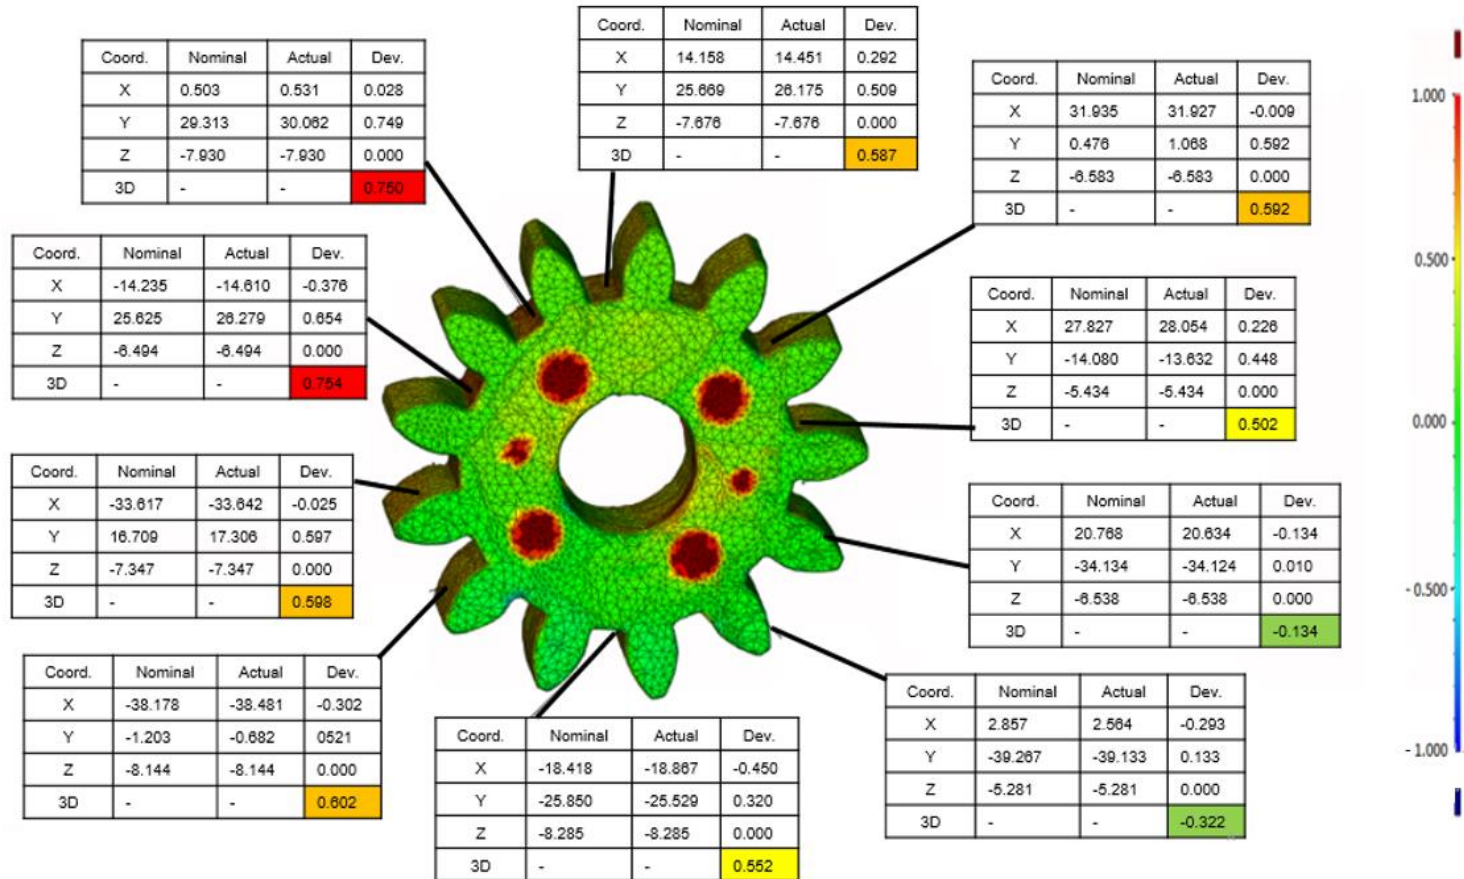 Coord. Nominal Actual Dev.
X 0.503 0.531 0.028
Y 29.313 30.062 0.749
Z -7.930 -7.930 0.000
3D - - 0.750
Coord. Nominal Actual Dev.
X 14.158 14.451 0.292
Y 25.669 26.175 0.509
Z -7.676 -7.676 0.000
3D - - 0.587
Coord. Nominal Actual Dev.
X 31.935 31.927 -0.009
Y 0.476 1.068 0.592
Z -6.583 -6.583 0.000
3D - - 0.592
Coord. Nominal Actual Dev.
X -14.235 -14.610 -0.376
Y 25.625 26.279 0.654
Z -6.494 -6.494 0.000
3D - - 0.754
Coord. Nominal Actual Dev.
X 27.827 28.054 0.226
Y -14.080 -13.632 0.448
Z -5.434 -5.434 0.000
3D - - 0.502
Coord. Nominal Actual Dev.
X -33.617 -33.642 -0.025
Y 16.709 17.306 0.597
Z -7.347 -7.347 0.000
3D - - 0.598
Coord. Nominal Actual Dev.
X 20.768 20.634 -0.134
Y -34.134 -34.124 0.010
Z -6.538 -6.538 0.000
3D - - -0.134
Coord. Nominal Actual Dev.
X -38.178 -38.481 -0.302
Y -1.203 -0.682 0521
Z -8.144 -8.144 0.000
3D - - 0.602
Coord. Nominal Actual Dev.
X -18.418 -18.867 -0.450
Y -25.850 -25.529 0.320
Z -8.285 -8.285 0.000
3D - - 0.552
Coord. Nominal Actual Dev.
X 2.857 2.564 -0.293
Y -39.267 -39.133 0.133
Z -5.281 -5.281 0.000
3D - - -0.322
1.000
0.500
0.000
- 0.500
- 1.000